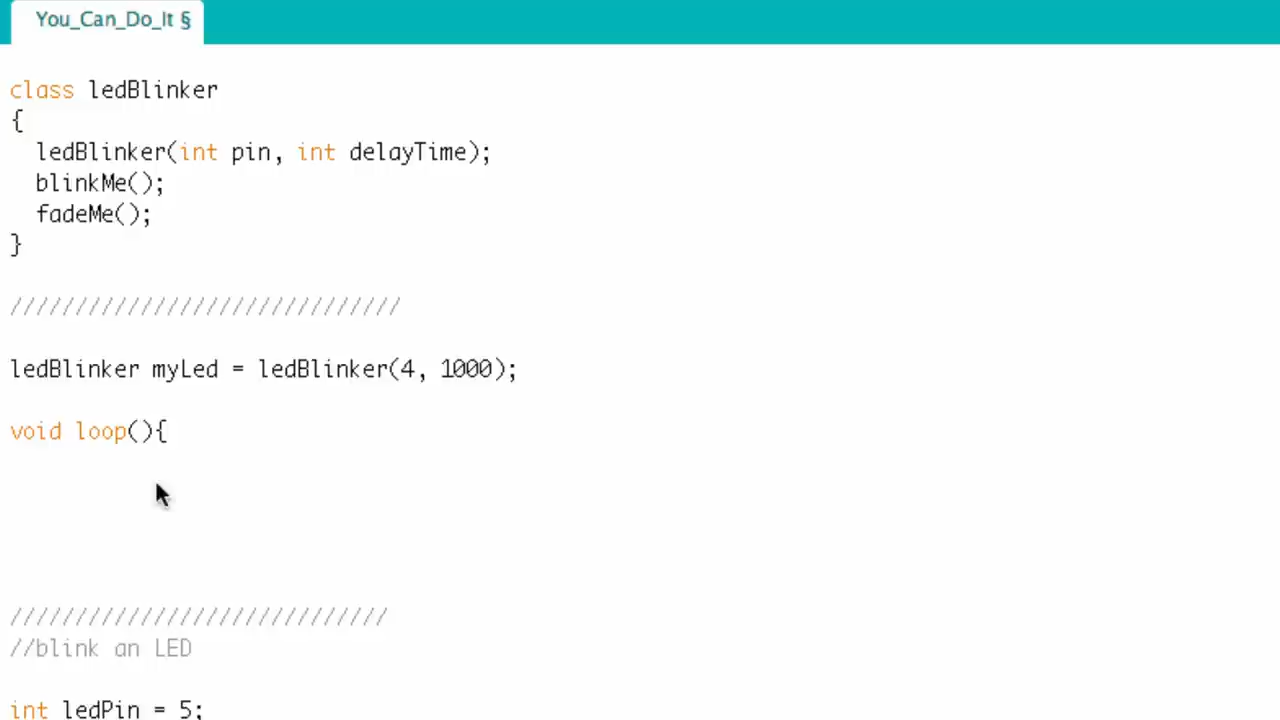 You_Can_Do_It §
class ledBlinker
{
ledBlinker(int pin, int delayTime);
blinkMe();
fadeMe();
}
//////////////////////////////
ledBlinker myLed = ledBlinker(4, 1000);
void loop(){
/////////////////////////////
//blink an LED
int ledPin = 5;